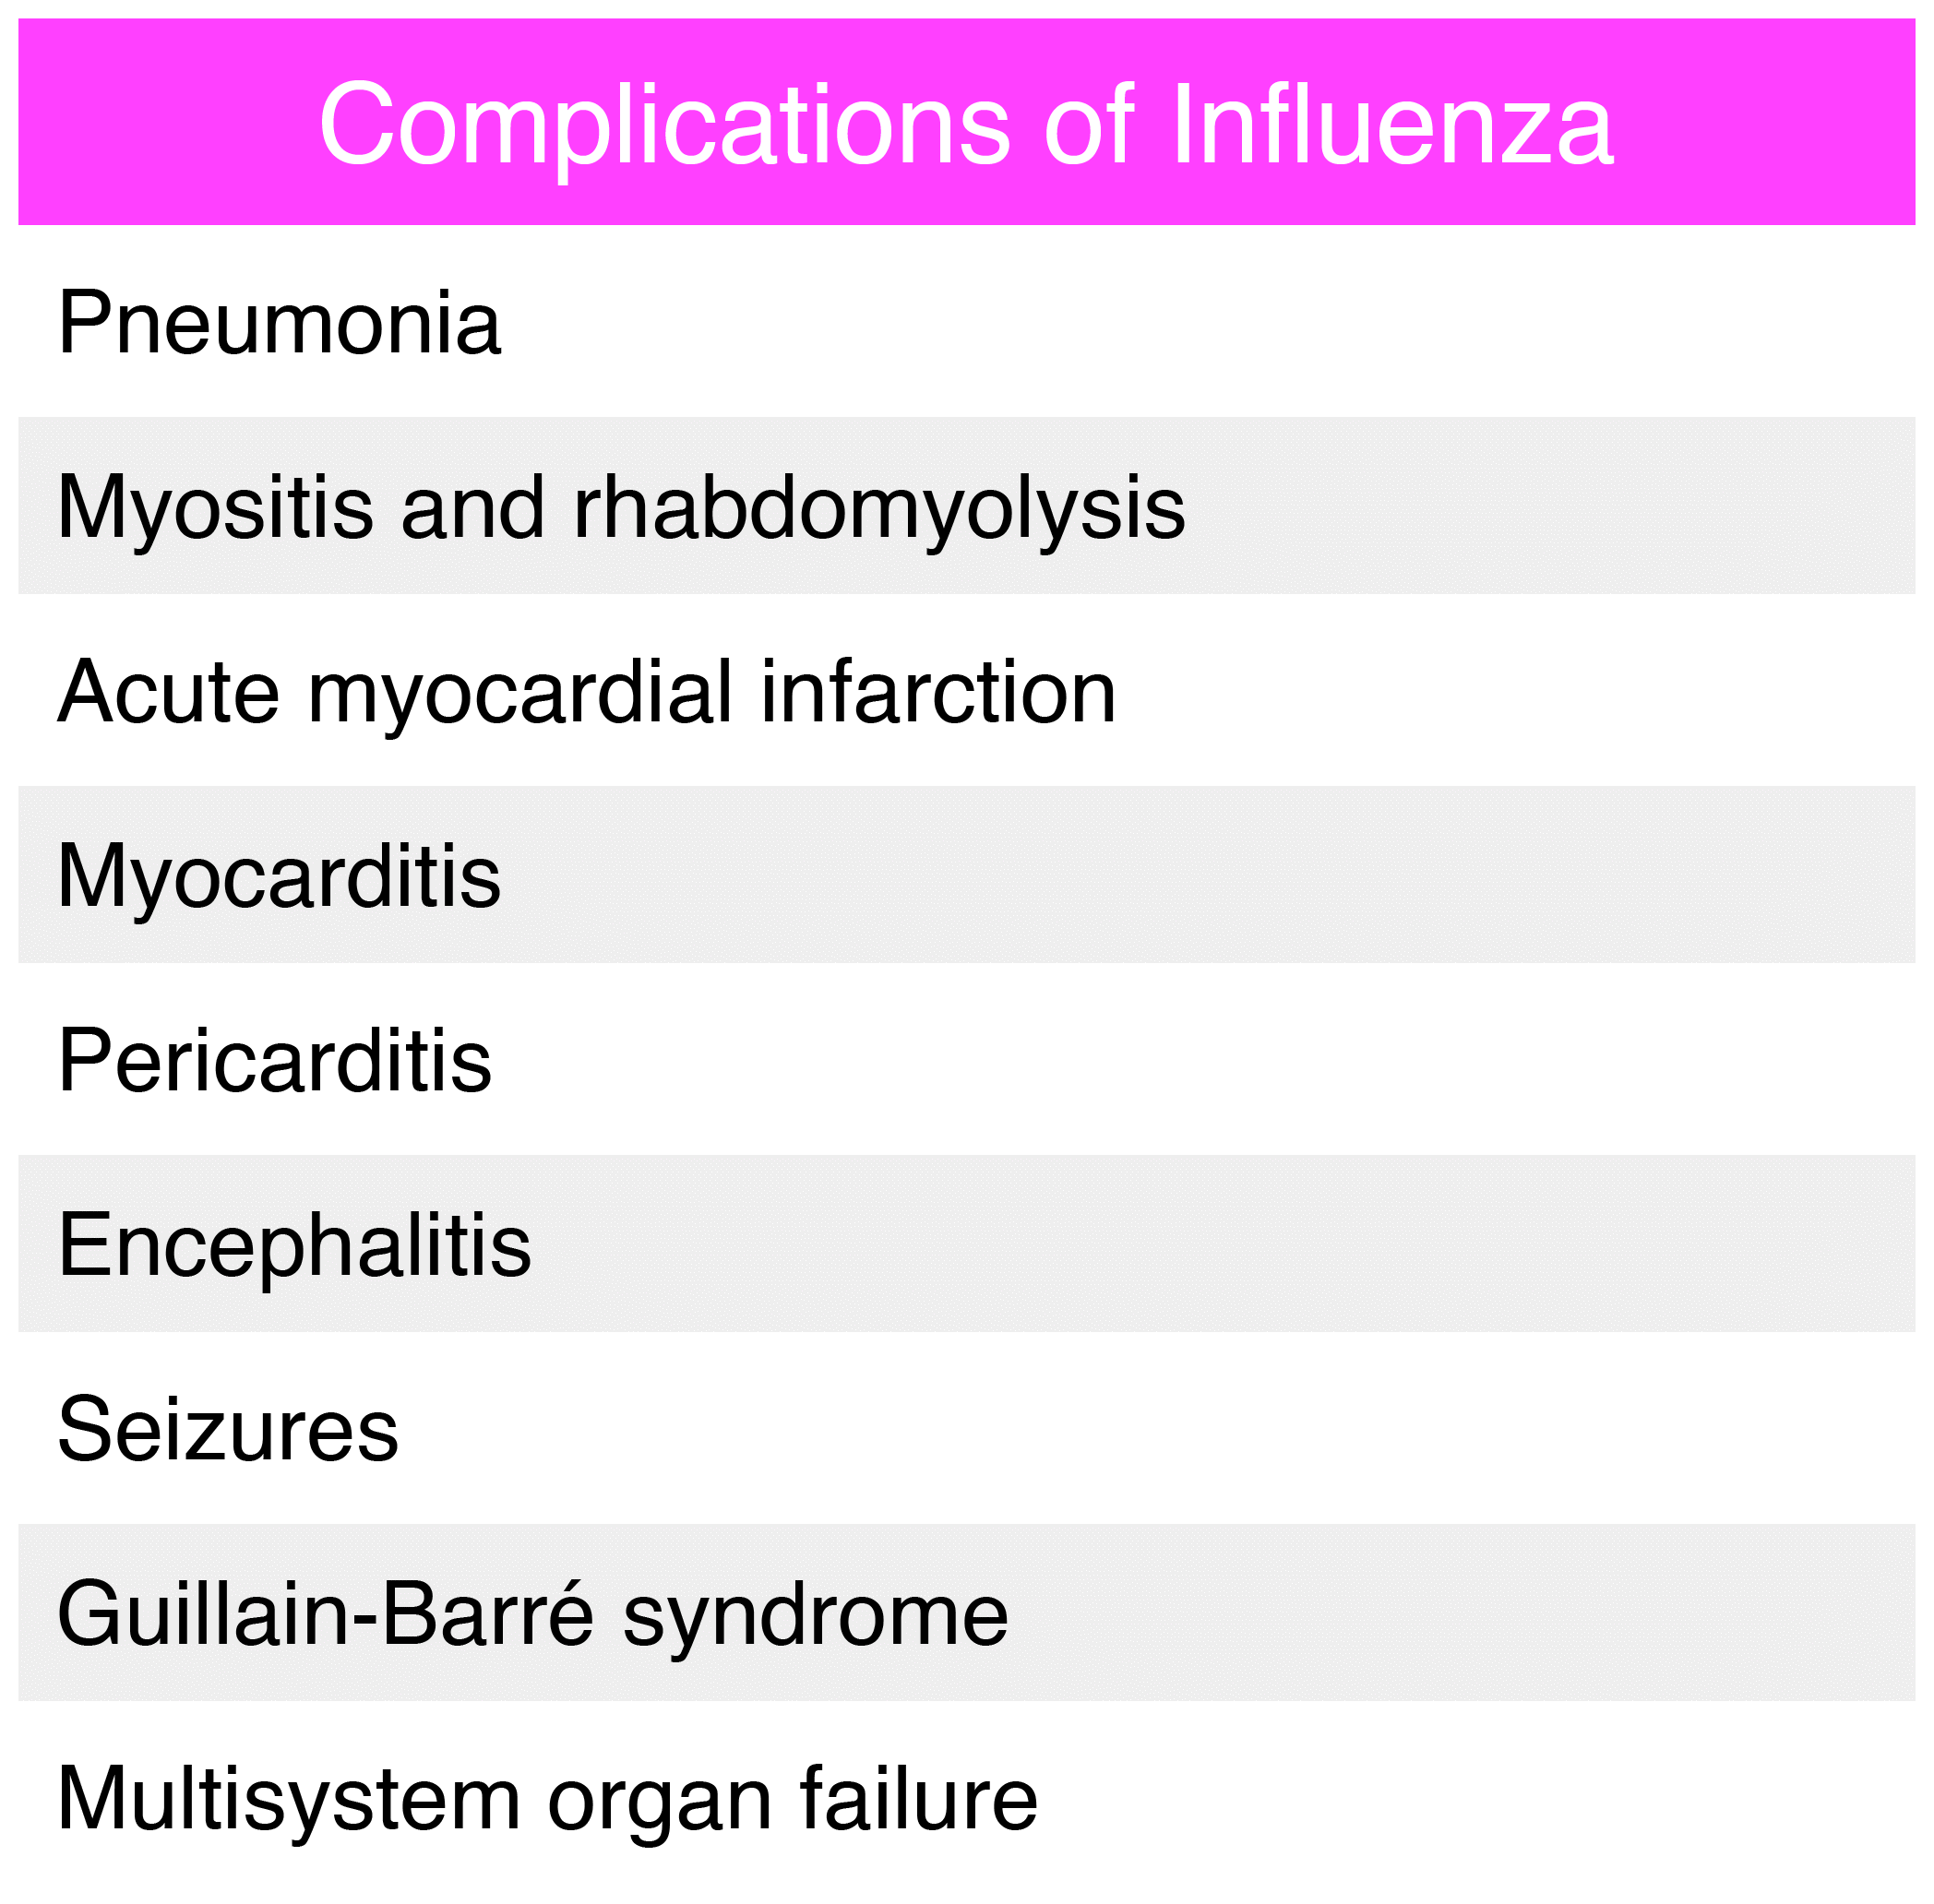 Complications of Influenza
Pneumonia
Myositis and rhabdomyolysis
Acute myocardial infarction
Myocarditis
Pericarditis
Encephalitis
Seizures
Guillain-Barré syndrome
Multisystem organ failure